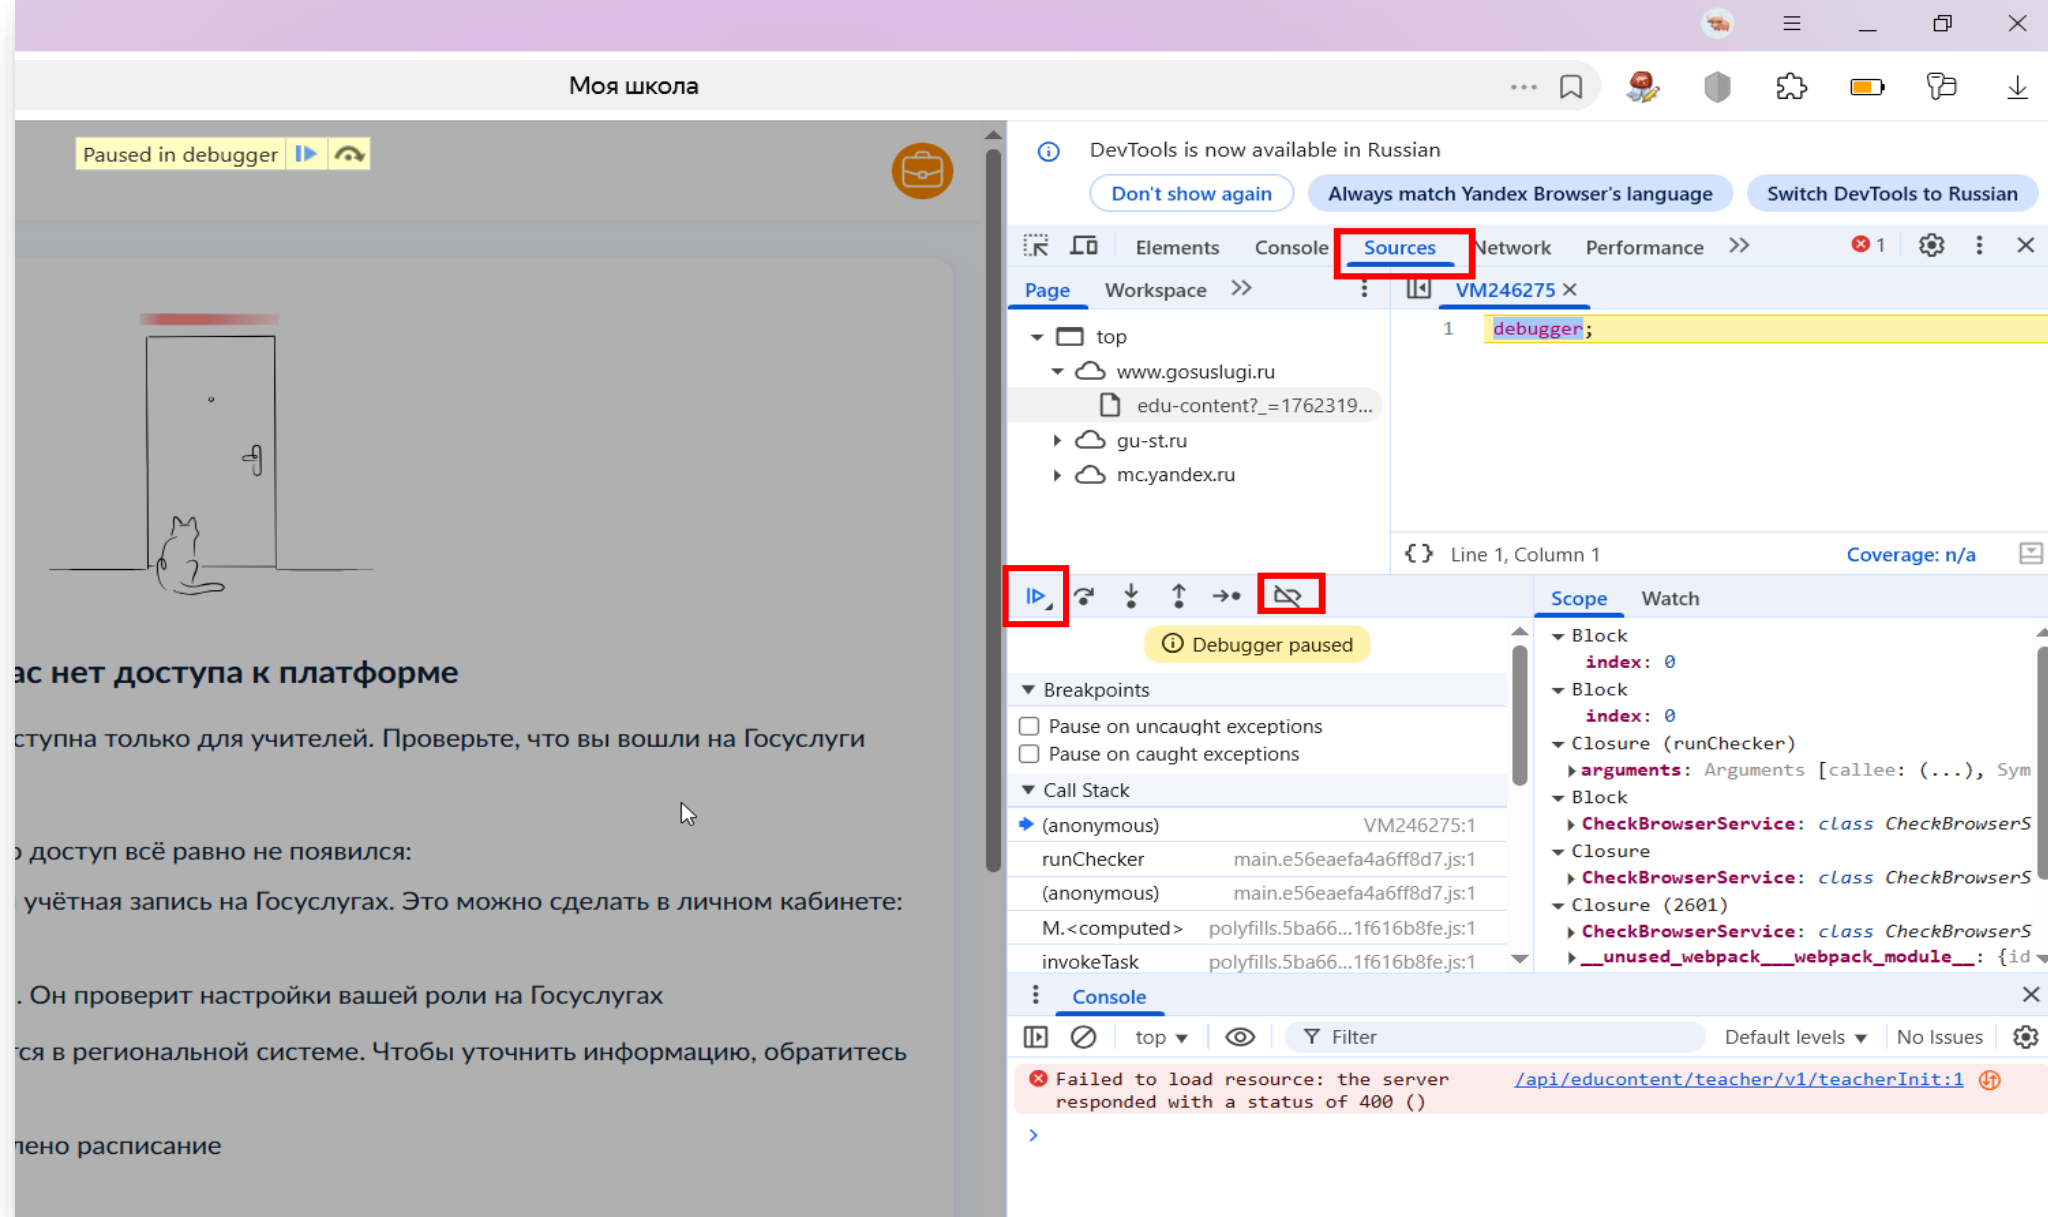 Моя школа
Paused in debugger
ас нет доступа к платформе
ступна только для учителей. Проверьте, что вы вошли на Госуслуги
доступ всё равно не появился:
учётная запись на Госуслугах. Это можно сделать в личном кабинете:
. Он проверит настройки вашей роли на Госуслугах
тся в региональной системе. Чтобы уточнить информацию, обратитесь
лено расписание
DevTools is now available in Russian
Don't show again
Always match Yandex Browser's language
Switch DevTools to Russian
Elements Console Sources Network Performance 1
Page Workspace
VM246275
top
www.gosuslugi.ru
edu-content?_=1762319...
gu-st.ru
mc.yandex.ru
1 debugger;
{} Line 1, Column 1 Coverage: n/a
Debugger paused
Breakpoints
Pause on uncaught exceptions
Pause on caught exceptions
Call Stack
(anonymous) VM246275:1
runChecker main.e56eaefa4a6ff8d7.js:1
(anonymous) main.e56eaefa4a6ff8d7.js:1
M.<computed> polyfills.5ba66...1f616b8fe.js:1
invokeTask polyfills.5ba66...1f616b8fe.js:1
Scope Watch
Block
index: 0
Block
index: 0
Closure (runChecker)
arguments: Arguments [callee: (...), Sym
Block
CheckBrowserService: class CheckBrowserS
Closure
CheckBrowserService: class CheckBrowserS
Closure (2601)
CheckBrowserService: class CheckBrowserS
__unused_webpack___webpack_module__: {id
Console
top Filter Default levels No Issues
Failed to load resource: the server /api/educontent/teacher/v1/teacherInit:1
responded with a status of 400 ()